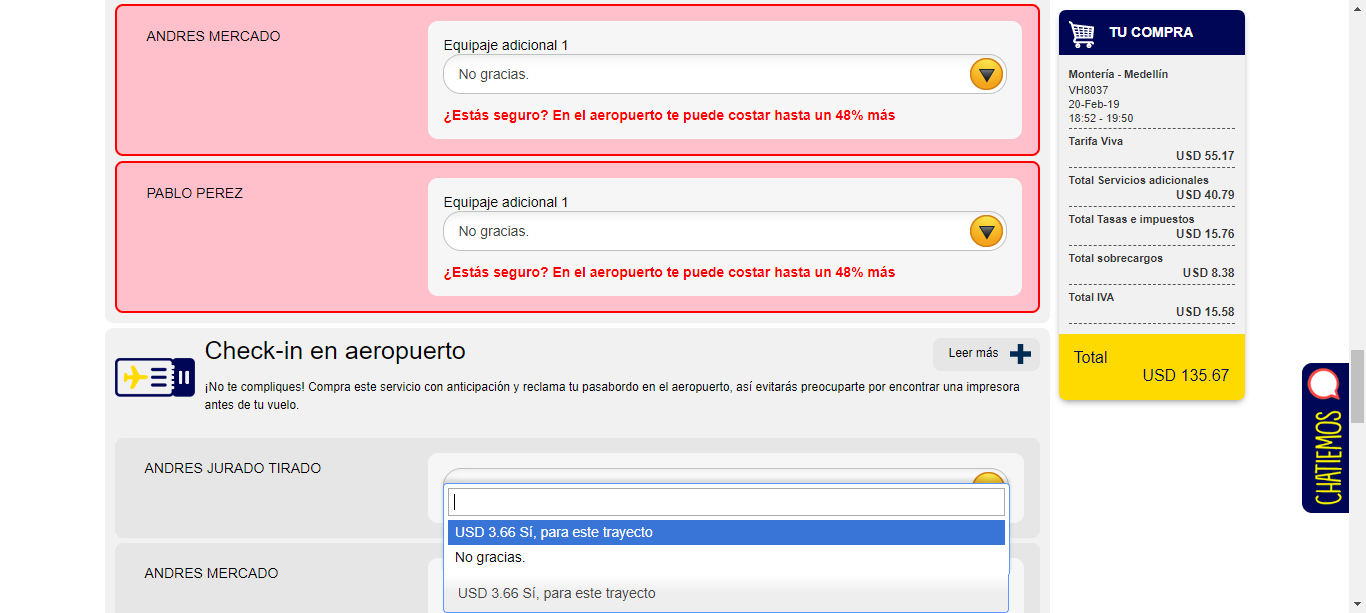 ANDRES MERCADO
Equipaje adicional 1
No gracias.
¿Estás seguro? En el aeropuerto te puede costar hasta un 48% más
PABLO PEREZ
Equipaje adicional 1
No gracias.
¿Estás seguro? En el aeropuerto te puede costar hasta un 48% más
Check-in en aeropuerto
Leer más
¡No te compliques! Compra este servicio con anticipación y reclama tu pasabordo en el aeropuerto, así evitarás preocuparte por encontrar una impresora
antes de tu vuelo.
ANDRES JURADO TIRADO
USD 3.66 Sí, para este trayecto
No gracias.
ANDRES MERCADO
USD 3.66 Sí, para este trayecto
TU COMPRA
Montería - Medellín
VH8037
20-Feb-19
18:52 - 19:50
Tarifa Viva
USD 55.17
Total Servicios adicionales
USD 40.79
Total Tasas e impuestos
USD 15.76
Total sobrecargos
USD 8.38
Total IVA
USD 15.58
Total
USD 135.67
CHATIEMOS